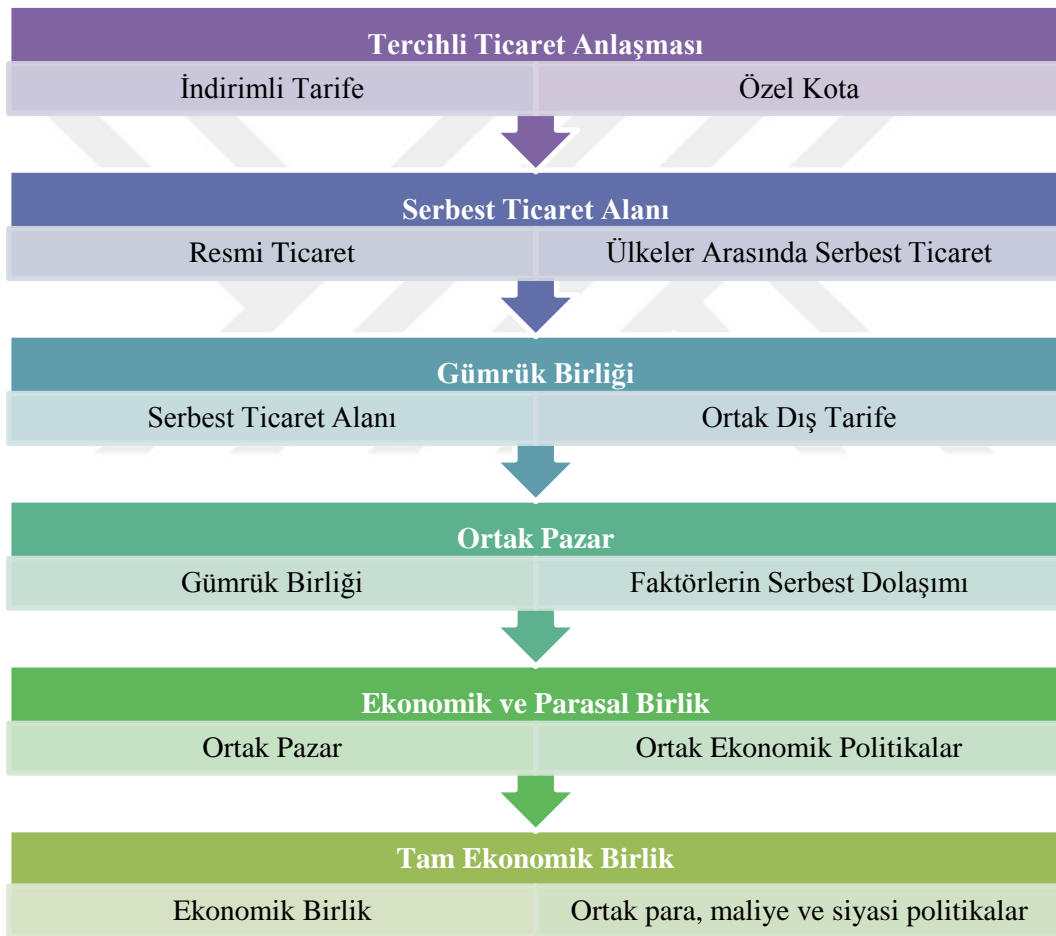 Tercihli Ticaret Anlaşması
İndirimli Tarife
Özel Kota
Serbest Ticaret Alanı
Resmi Ticaret
Ülkeler Arasında Serbest Ticaret
Gümrük Birliği
Serbest Ticaret Alanı
Ortak Dış Tarife
Ortak Pazar
Gümrük Birliği
Faktörlerin Serbest Dolaşımı
Ekonomik ve Parasal Birlik
Ortak Pazar
Ortak Ekonomik Politikalar
Tam Ekonomik Birlik
Ekonomik Birlik
Ortak para, maliye ve siyasi politikalar